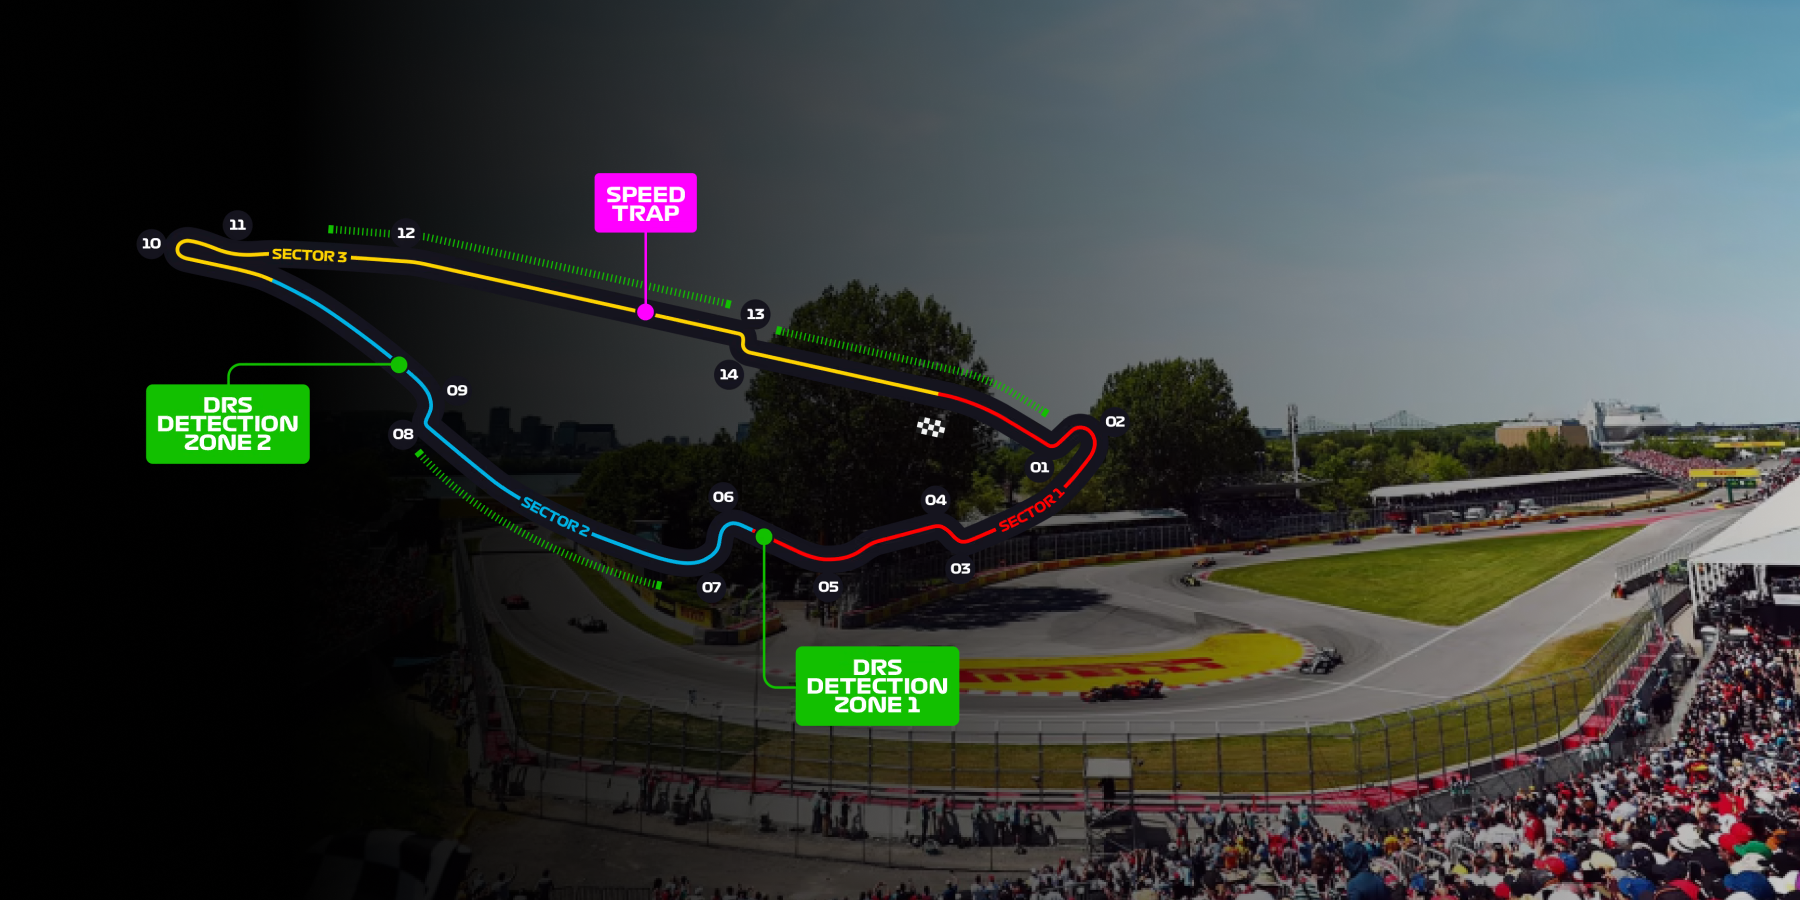 SPEED
TRAP
11
12
10
SECTOR 3
13
14
09
DRS
DETECTION
ZONE 2
08
02
01
06
04
SECTOR 1
SECTOR 2
03
07
05
DRS
DETECTION
ZONE 1
PIRELLI